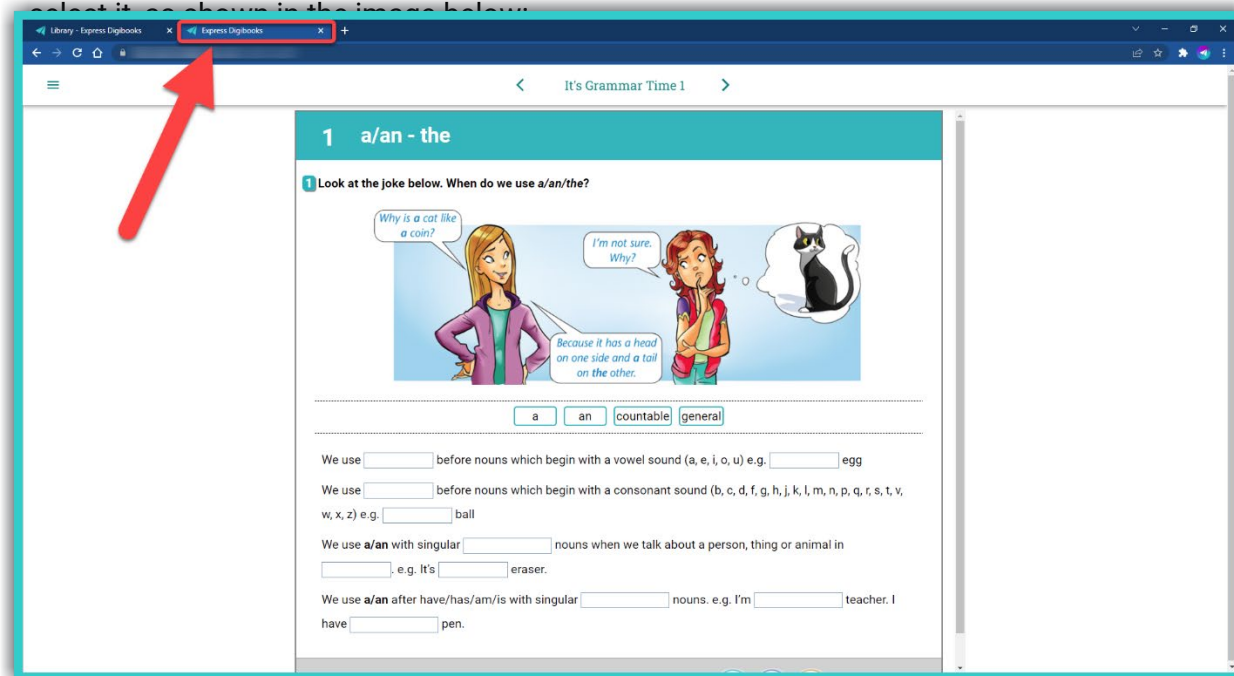 select it, as shown in the image below:
Library - Express Digibooks
Express Digibooks
It's Grammar Time 1
1 a/an - the
1 Look at the joke below. When do we use a/an/the?
Why is a cat like
a coin?
I'm not sure.
Why?
Because it has a head
on one side and a tail
on the other.
a an countable general
We use before nouns which begin with a vowel sound (a, e, i, o, u) e.g. egg
We use before nouns which begin with a consonant sound (b, c, d, f, g, h, j, k, l, m, n, p, q, r, s, t, v,
w, x, z) e.g. ball
We use a/an with singular nouns when we talk about a person, thing or animal in
. e.g. It's eraser.
We use a/an after have/has/am/is with singular nouns. e.g. I'm teacher. I
have pen.